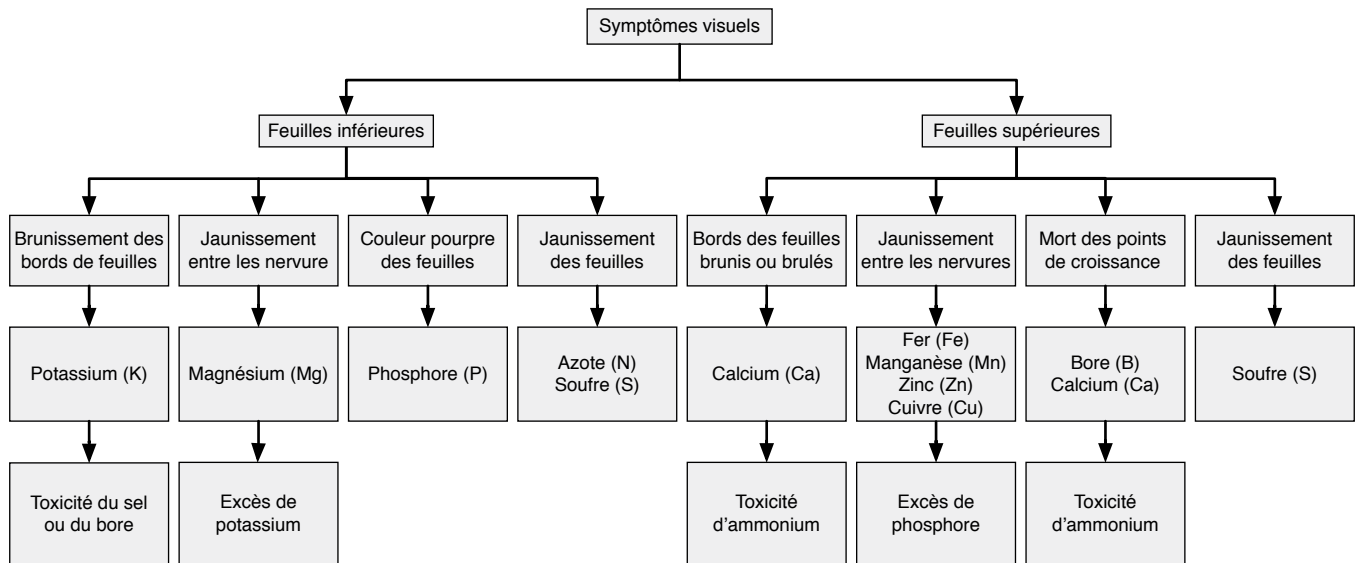 Symptômes visuels
Feuilles inférieures
Feuilles supérieures
Brunissement des
bords de feuilles
Jaunissement
entre les nervure
Couleur pourpre
des feuilles
Jaunissement
des feuilles
Bords des feuilles
brunis ou brulés
Jaunissement
entre les nervures
Mort des points
de croissance
Jaunissement
des feuilles
Potassium (K)
Magnésium (Mg)
Phosphore (P)
Azote (N)
Soufre (S)
Calcium (Ca)
Fer (Fe)
Manganèse (Mn)
Zinc (Zn)
Cuivre (Cu)
Bore (B)
Calcium (Ca)
Soufre (S)
Toxicité du sel
ou du bore
Excès de
potassium
Toxicité
d’ammonium
Excès de
phosphore
Toxicité
d’ammonium